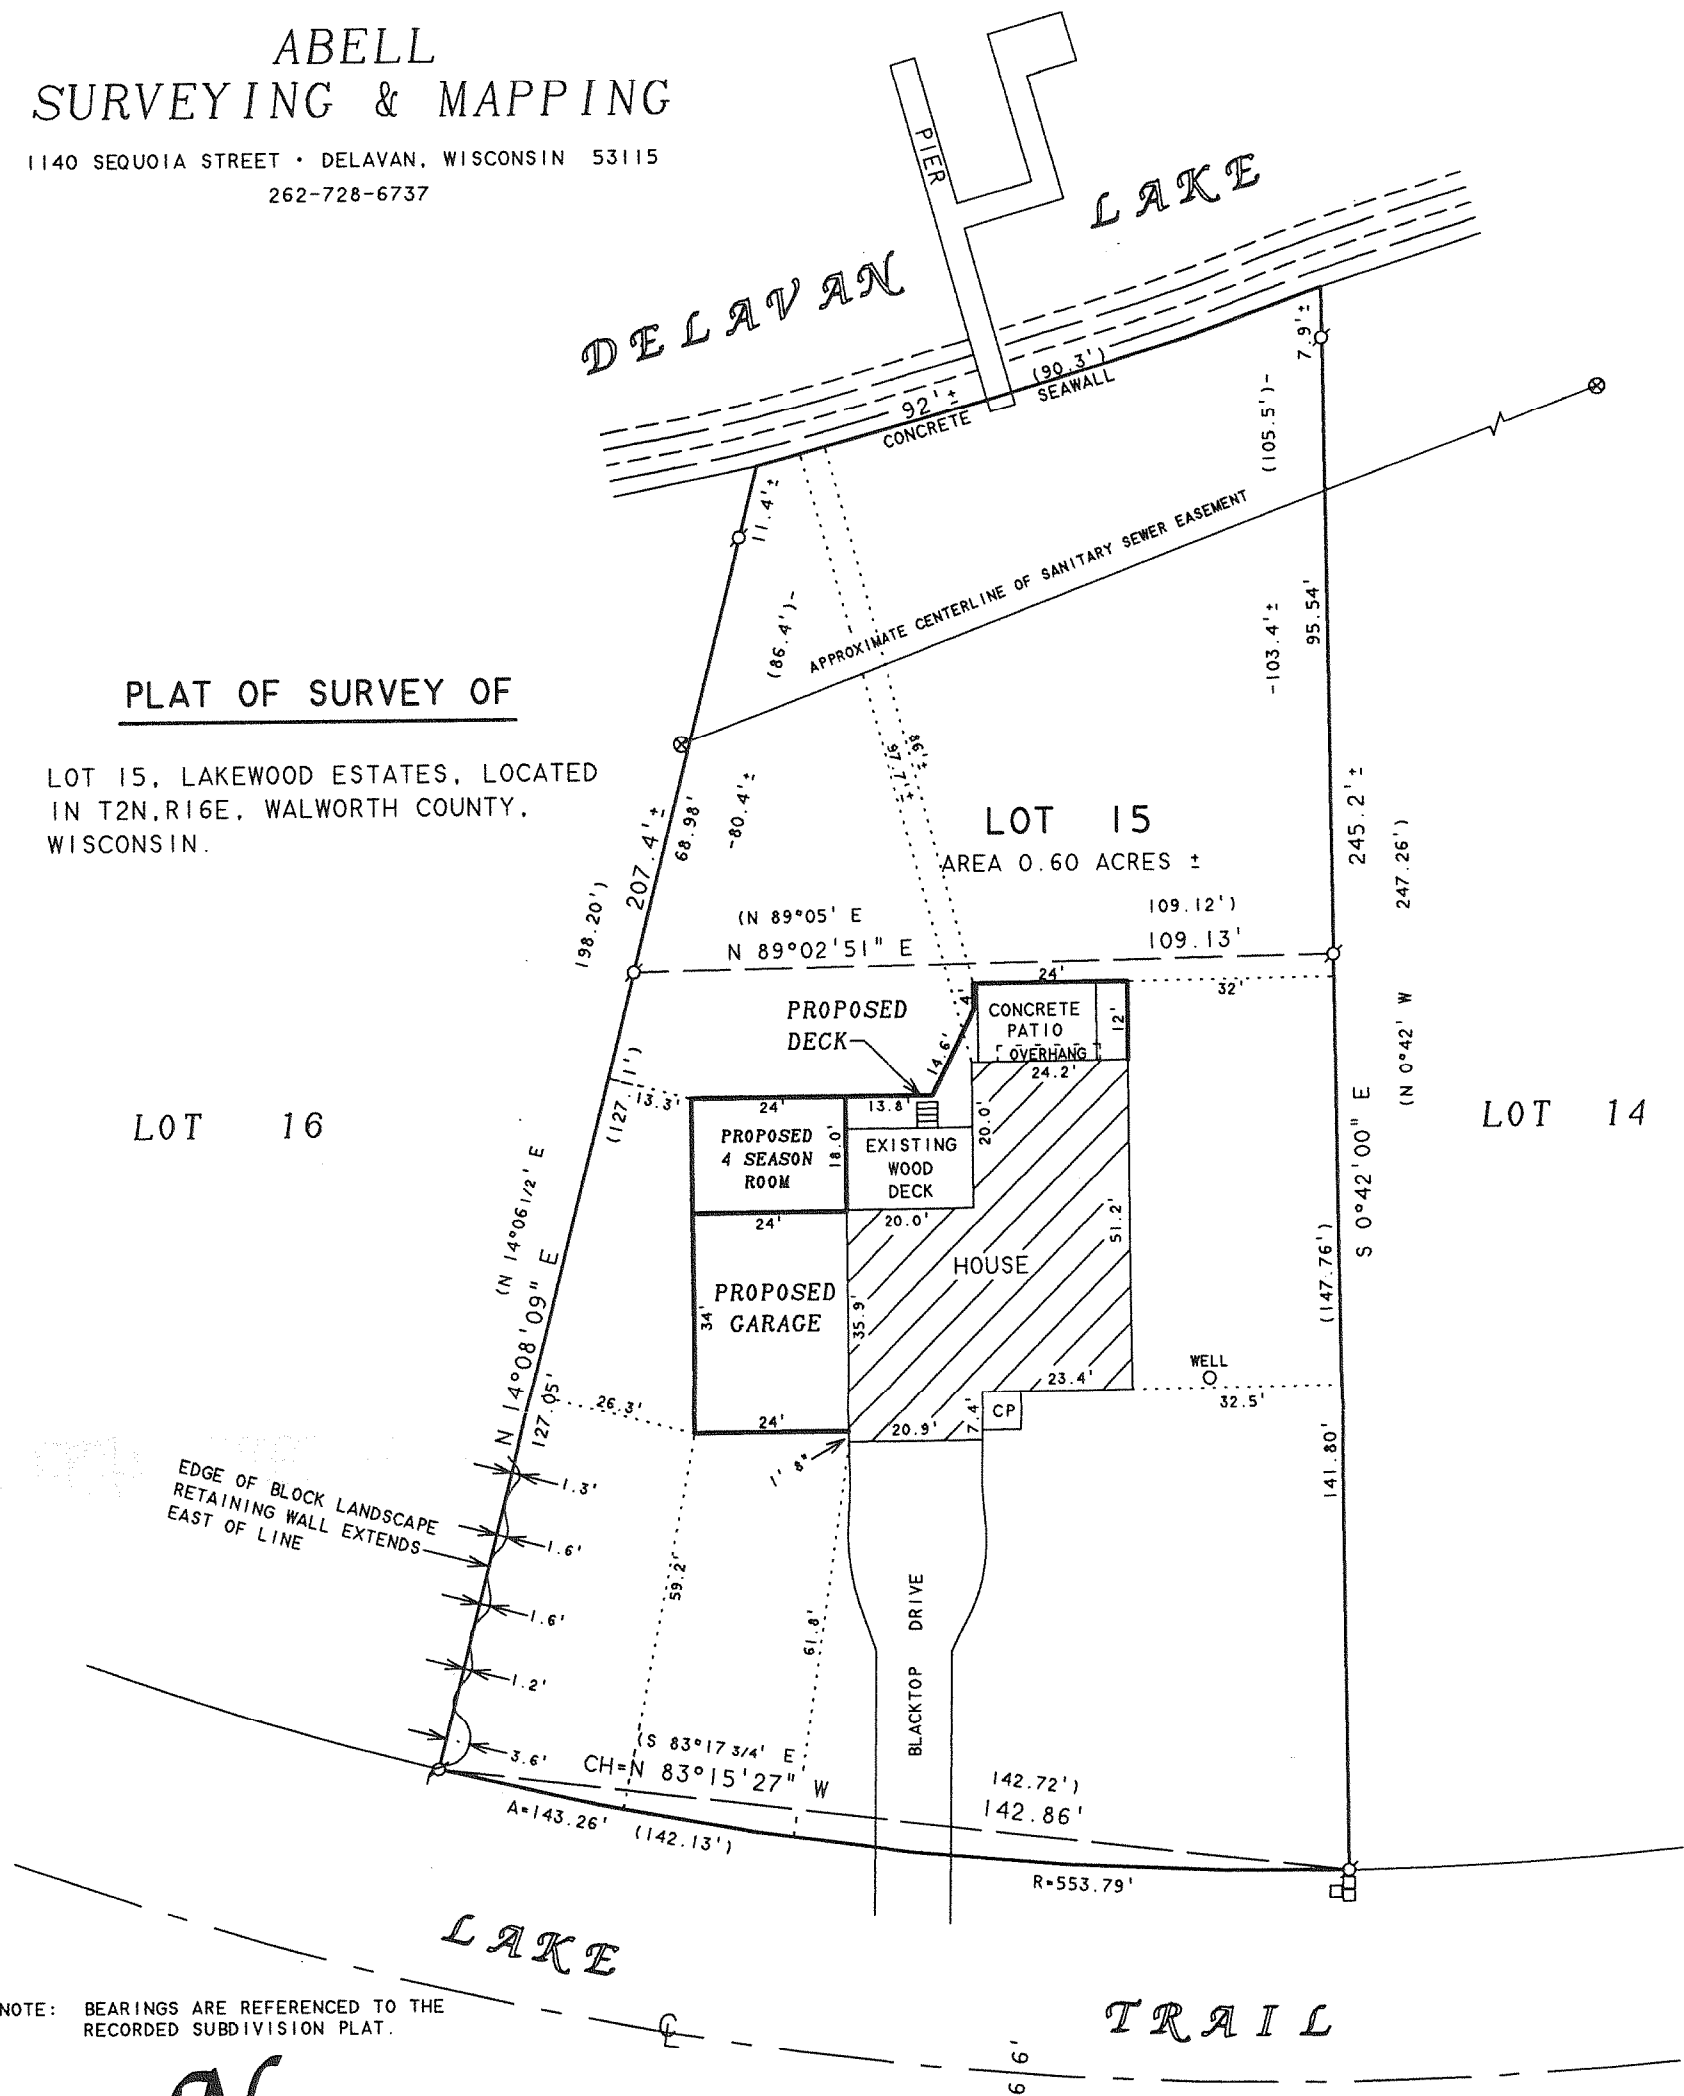 ABELL
SURVEYING & MAPPING
1140 SEQUOIA STREET • DELAVAN, WISCONSIN 53115
262-728-6737
PIER
DELAVAN LAKE
92'±
(90.3')
CONCRETE
SEAWALL
7.9'±
(105.5')-
11.4'±
APPROXIMATE CENTERLINE OF SANITARY SEWER EASEMENT
(86.4')-
-103.4'±
95.54'
PLAT OF SURVEY OF
LOT 15, LAKEWOOD ESTATES, LOCATED
IN T2N,R16E, WALWORTH COUNTY,
WISCONSIN.
198.20')
207.4'±
68.98'
-80.4'±
97.7'±
LOT 15
AREA 0.60 ACRES ±
245.2'±
247.26')
(N 89°05' E
109.12')
N 89°02'51" E
109.13'
24'
32'
PROPOSED
DECK
4'
14.6'
CONCRETE
PATIO
OVERHANG
12'
24.2'
(N 0°42' W
S 0°42'00" E
LOT 16
LOT 14
(127.11')
13.3'
24'
13.8'
20.0'
PROPOSED
4 SEASON
ROOM
18.0'
EXISTING
WOOD
DECK
24'
20.0'
51.2'
HOUSE
(N 14°06 1/2' E
N 14°08'09" E
127.05'
PROPOSED
GARAGE
34'
35.9'
(147.76')
WELL
26.3'
24'
23.4'
32.5'
20.9'
7.4'
CP
1' 8"
141.80'
EDGE OF BLOCK LANDSCAPE
RETAINING WALL EXTENDS
EAST OF LINE
1.3'
1.6'
1.6'
1.2'
3.6'
59.2'
61.8'
BLACKTOP DRIVE
(S 83°17 3/4' E
142.72')
CH=N 83°15'27" W
142.86'
A=143.26' (142.13')
R=553.79'
LAKE TRAIL
NOTE: BEARINGS ARE REFERENCED TO THE
RECORDED SUBDIVISION PLAT.
CL
66'
N